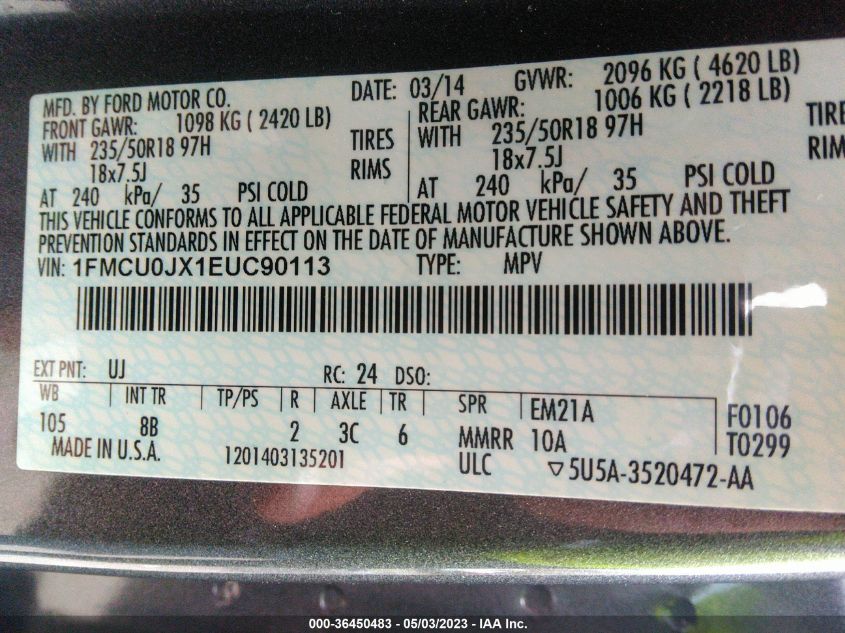 MFD. BY FORD MOTOR CO.
DATE: 03/14 GVWR: 2096 KG ( 4620 LB)
FRONT GAWR: 1098 KG ( 2420 LB)
REAR GAWR: 1006 KG ( 2218 LB)
WITH 235/50R18 97H TIRES
WITH 235/50R18 97H TIRE
18x7.5J RIMS
18x7.5J RIM
AT 240 kPa/ 35 PSI COLD
AT 240 kPa/ 35 PSI COLD
THIS VEHICLE CONFORMS TO ALL APPLICABLE FEDERAL MOTOR VEHICLE SAFETY AND THEFT
PREVENTION STANDARDS IN EFFECT ON THE DATE OF MANUFACTURE SHOWN ABOVE.
VIN: 1FMCU0JX1EUC90113 TYPE: MPV
EXT PNT: UJ RC: 24 DSO:
WB INT TR TP/PS R AXLE TR SPR EM21A F0106
105 8B 2 3C 6 MMRR 10A T0299
MADE IN U.S.A. 1201403135201 ULC ▽5U5A-3520472-AA
000-36450483 - 05/03/2023 - IAA Inc.